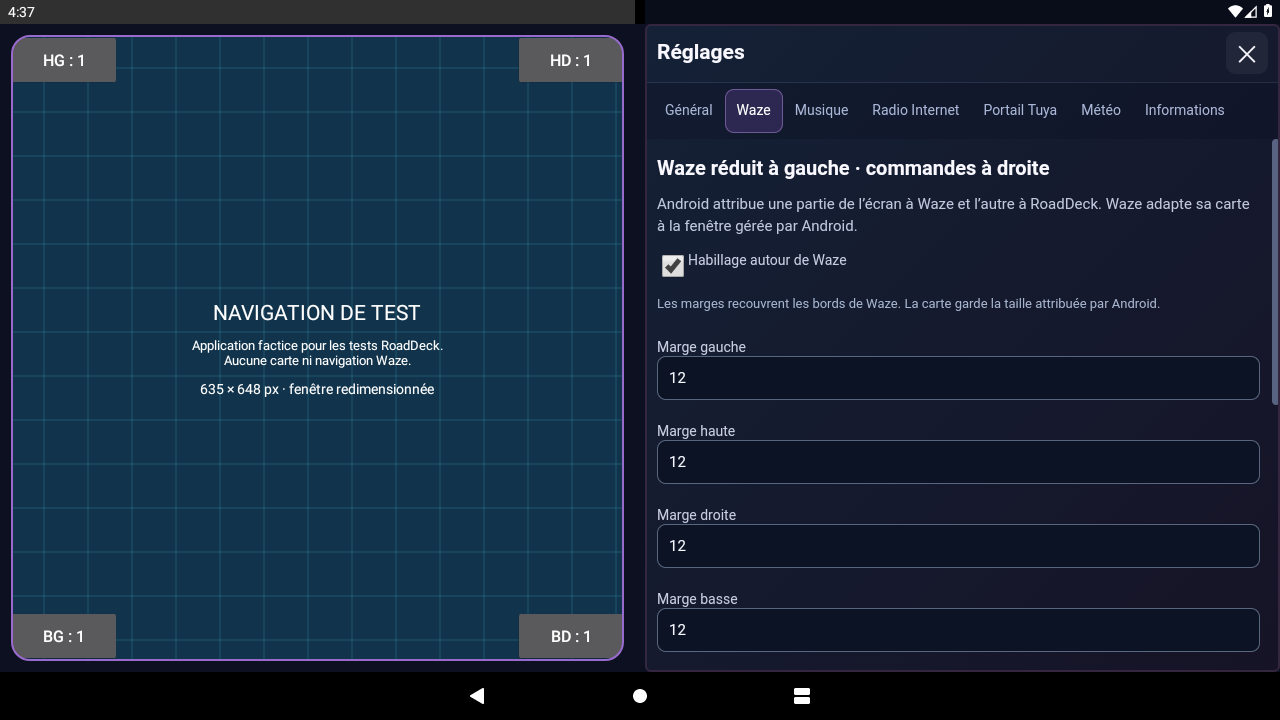 4:37
HG : 1
HD : 1
NAVIGATION DE TEST
Application factice pour les tests RoadDeck.
Aucune carte ni navigation Waze.
635 × 648 px · fenêtre redimensionnée
BG : 1
BD : 1
Réglages
Général
Waze
Musique
Radio Internet
Portail Tuya
Météo
Informations
Waze réduit à gauche · commandes à droite
Android attribue une partie de l’écran à Waze et l’autre à RoadDeck. Waze adapte sa carte
à la fenêtre gérée par Android.
Habillage autour de Waze
Les marges recouvrent les bords de Waze. La carte garde la taille attribuée par Android.
Marge gauche
12
Marge haute
12
Marge droite
12
Marge basse
12